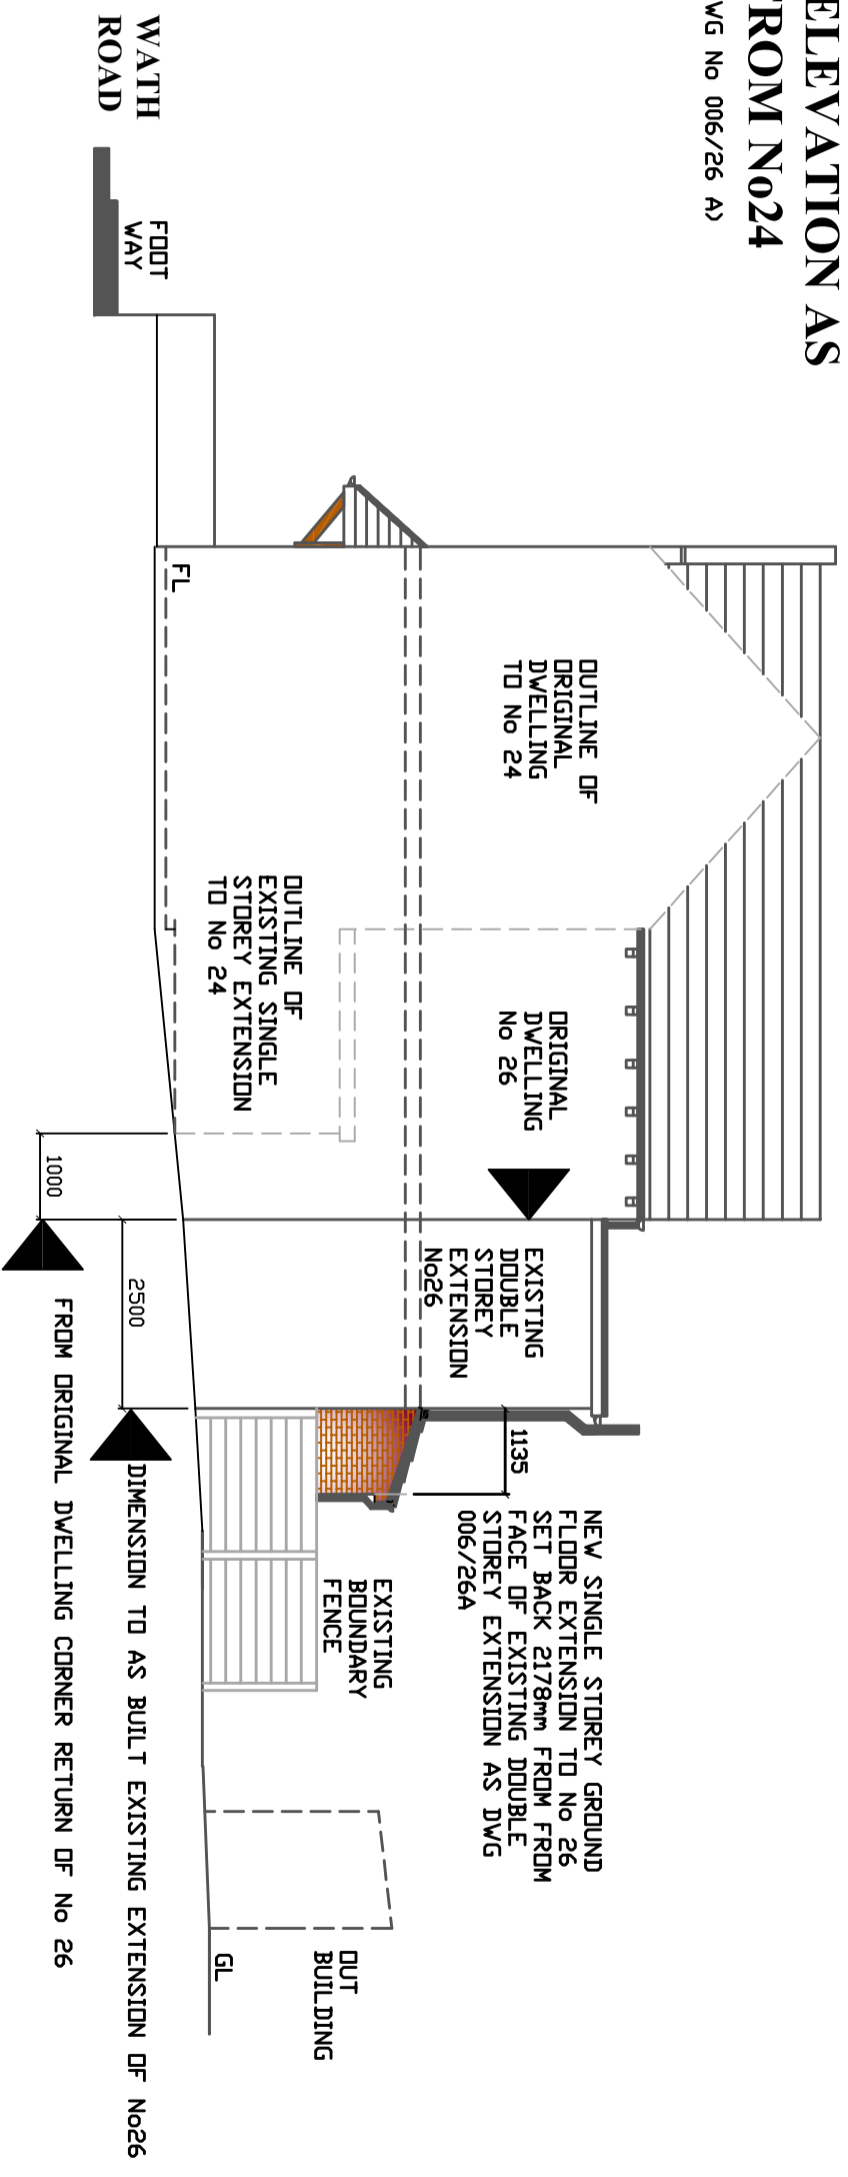 ELEVATION AS
FROM No24
WG No 006/26 A)
WATH
ROAD
FOOT
WAY
FL
OUTLINE OF
ORIGINAL
DWELLING
TO No 24
OUTLINE OF
EXISTING SINGLE
STOREY EXTENSION
TO No 24
ORIGINAL
DWELLING
No 26
1000
EXISTING
DOUBLE
STOREY
EXTENSION
No26
2500
1135
FROM ORIGINAL DWELLING CORNER RETURN OF No 26
DIMENSION TO AS BUILT EXISTING EXTENSION OF No26
NEW SINGLE STOREY GROUND
FLOOR EXTENSION TO No 26
SET BACK 2178mm FROM FROM
FACE OF EXISTING DOUBLE
STOREY EXTENSION AS DWG
006/26A
EXISTING
BOUNDARY
FENCE
GL
OUT
BUILDING